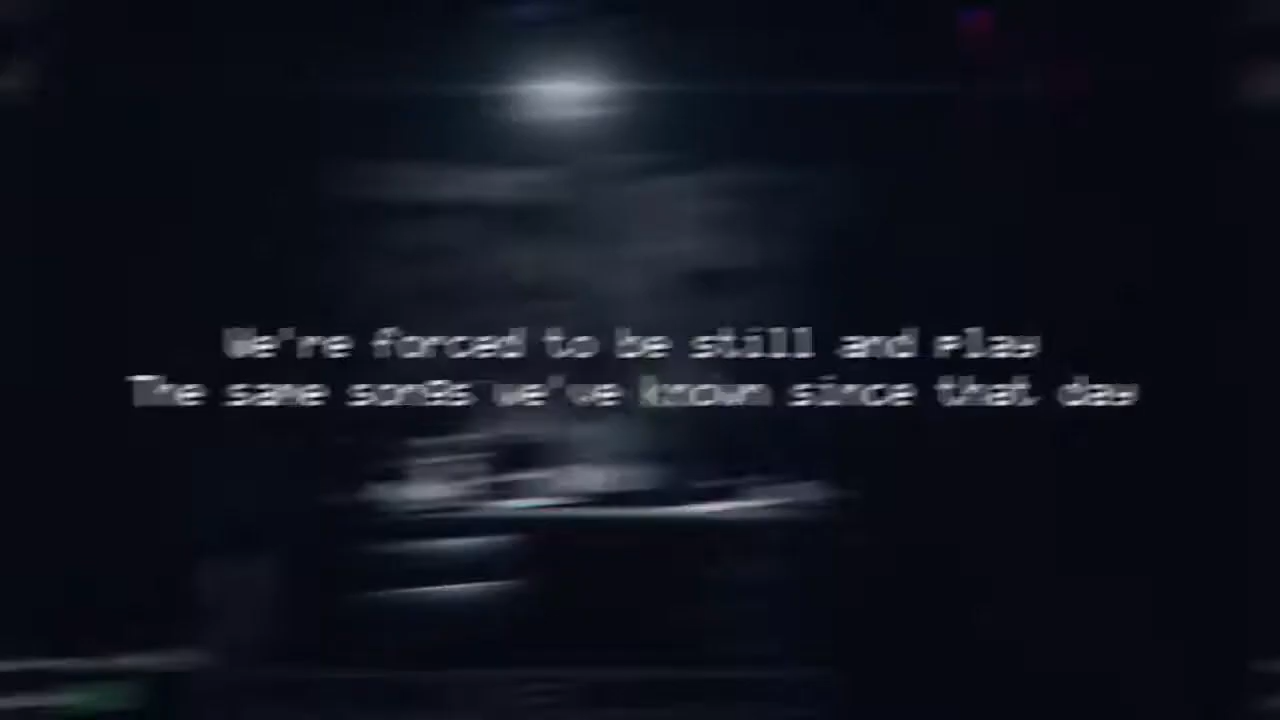 We're forced to be still and play
The same songs we've known since that day